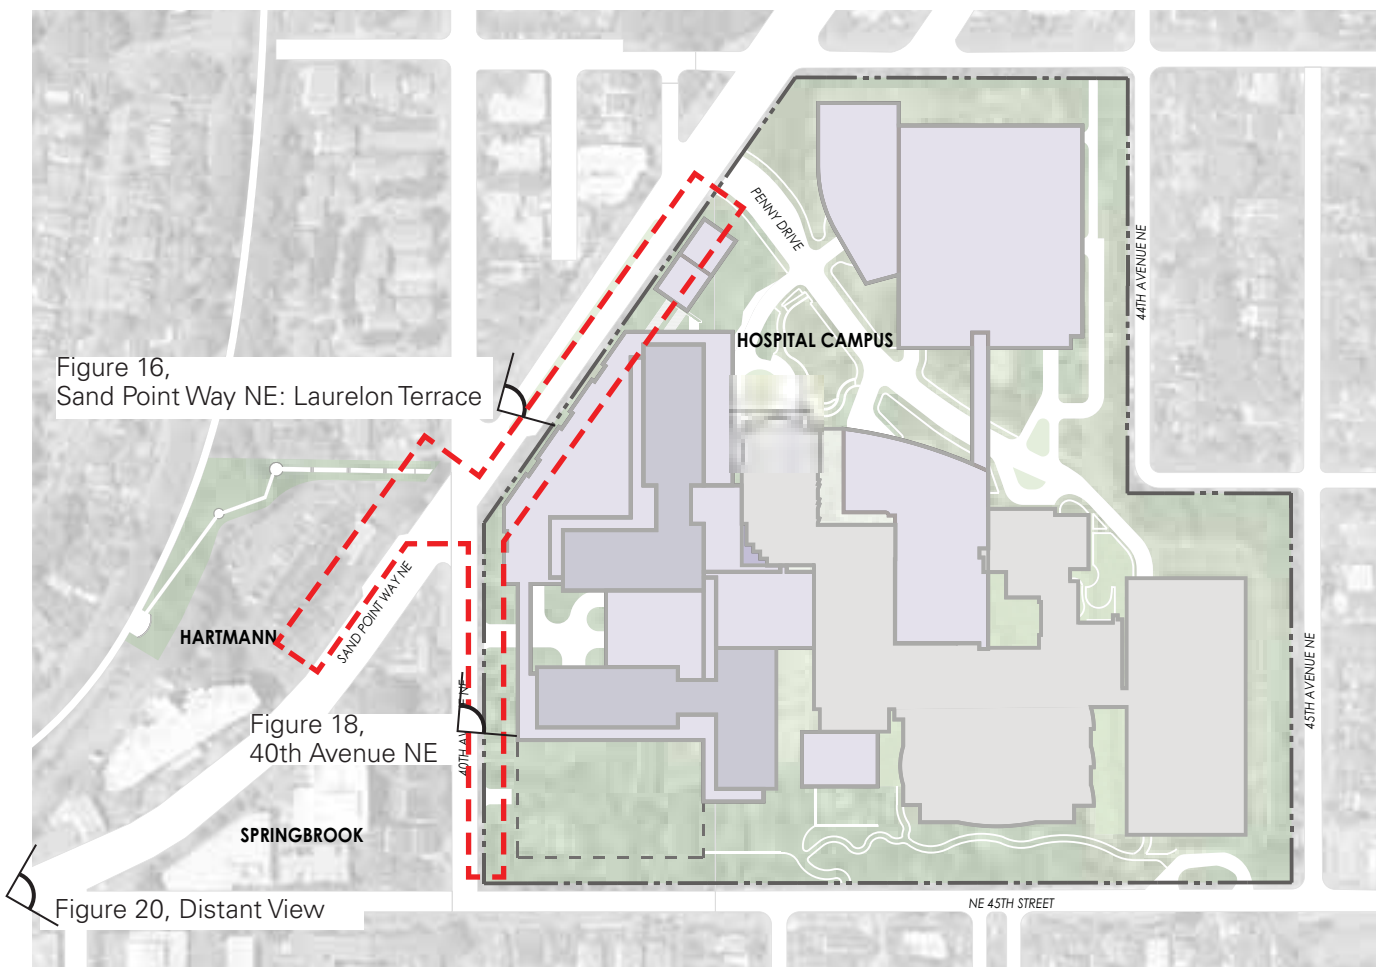 PENNY DRIVE
44TH AVENUE NE
HOSPITAL CAMPUS
Figure 16,
Sand Point Way NE: Laurelon Terrace
SAND POINT WAY NE
HARTMANN
45TH AVENUE NE
Figure 18,
40th Avenue NE
40TH AVENUE NE
SPRINGBROOK
Figure 20, Distant View
NE 45TH STREET